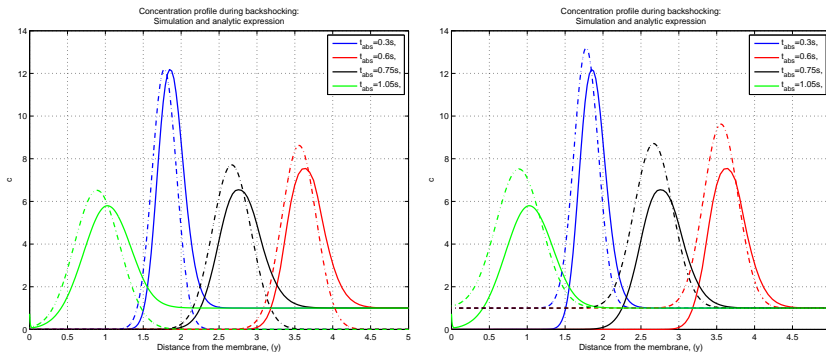 Concentration profile during backshocking:
Simulation and analytic expression
14
12
10
8
6
4
2
0
c
0 0.5 1 1.5 2 2.5 3 3.5 4 4.5 5
Distance from the membrane, (y)
t_abs=0.3s,
t_abs=0.6s,
t_abs=0.75s,
t_abs=1.05s,
Concentration profile during backshocking:
Simulation and analytic expression
14
12
10
8
6
4
2
0
c
0 0.5 1 1.5 2 2.5 3 3.5 4 4.5 5
Distance from the membrane, (y)
t_abs=0.3s,
t_abs=0.6s,
t_abs=0.75s,
t_abs=1.05s,